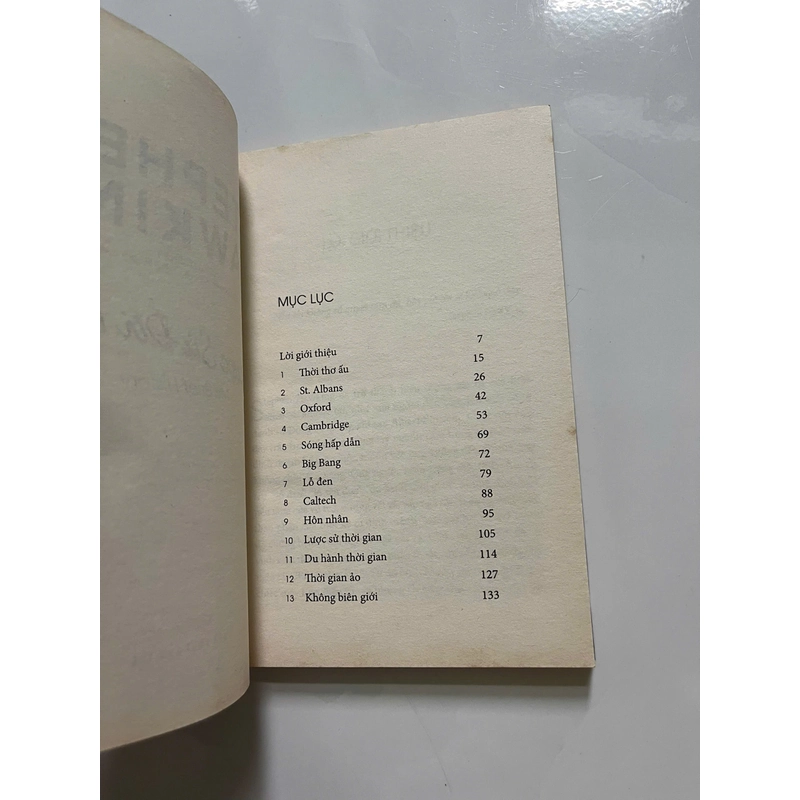 MỤC LỤC
Lời giới thiệu 7
1 Thời thơ ấu 15
2 St. Albans 26
3 Oxford 42
4 Cambridge 53
5 Sóng hấp dẫn 69
6 Big Bang 72
7 Lỗ đen 79
8 Caltech 88
9 Hôn nhân 95
10 Lược sử thời gian 105
11 Du hành thời gian 114
12 Thời gian ảo 127
13 Không biên giới 133